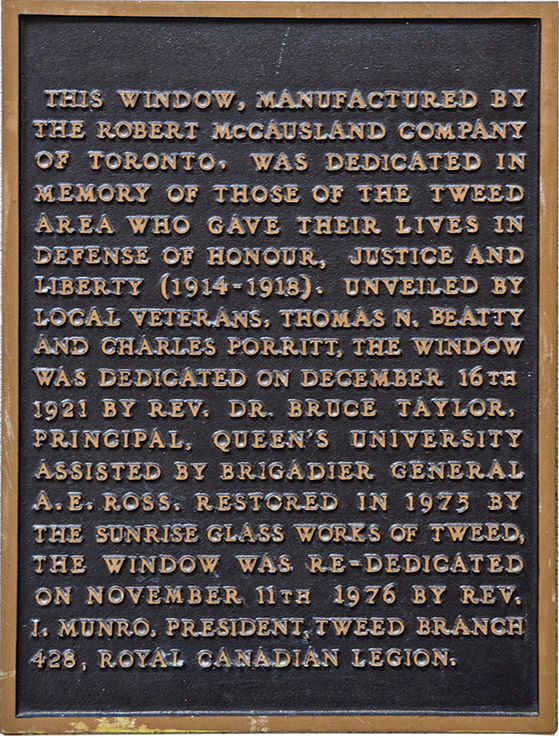 THIS WINDOW, MANUFACTURED BY
THE ROBERT McCAUSLAND COMPANY
OF TORONTO, WAS DEDICATED IN
MEMORY OF THOSE OF THE TWEED
AREA WHO GAVE THEIR LIVES IN
DEFENSE OF HONOUR, JUSTICE AND
LIBERTY (1914-1918). UNVEILED BY
LOCAL VETERANS, THOMAS N. BEATTY
AND CHARLES PORRITT, THE WINDOW
WAS DEDICATED ON DECEMBER 16TH
1921 BY REV. DR. BRUCE TAYLOR,
PRINCIPAL, QUEEN'S UNIVERSITY
ASSISTED BY BRIGADIER GENERAL
A.E. ROSS. RESTORED IN 1975 BY
THE SUNRISE GLASS WORKS OF TWEED,
THE WINDOW WAS RE-DEDICATED
ON NOVEMBER 11TH 1976 BY REV.
I. MUNRO. PRESIDENT, TWEED BRANCH
428, ROYAL CANADIAN LEGION.